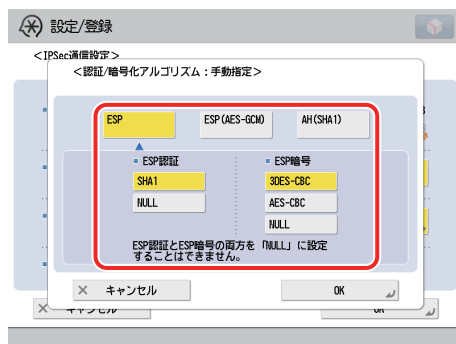 設定/登録
＜IPSec通信設定＞
＜認証/暗号化アルゴリズム：手動指定＞
ESP
ESP(AES-GCM)
AH(SHA1)
ESP認証
ESP暗号
SHA1
3DES-CBC
NULL
AES-CBC
NULL
ESP認証とESP暗号の両方を「NULL」に設定
することはできません。
× キャンセル
OK
× キャンセル
OK